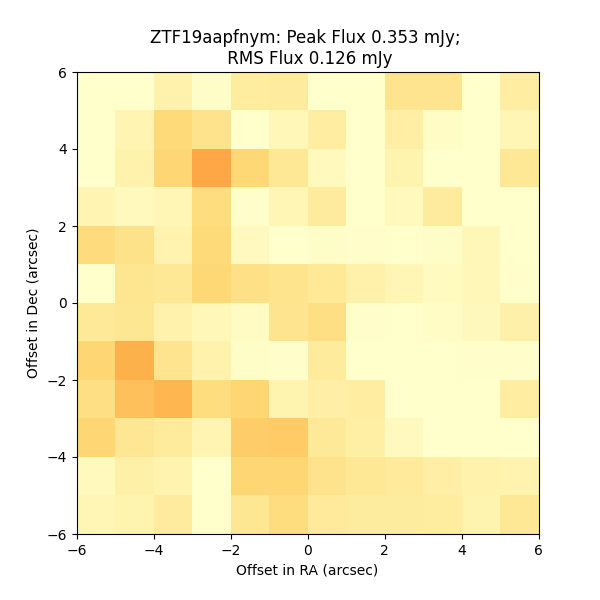 ZTF19aapfnym: Peak Flux 0.353 mJy;
RMS Flux 0.126 mJy
6
4
2
0
−2
−4
−6
Offset in Dec (arcsec)
−6 −4 −2 0 2 4 6
Offset in RA (arcsec)